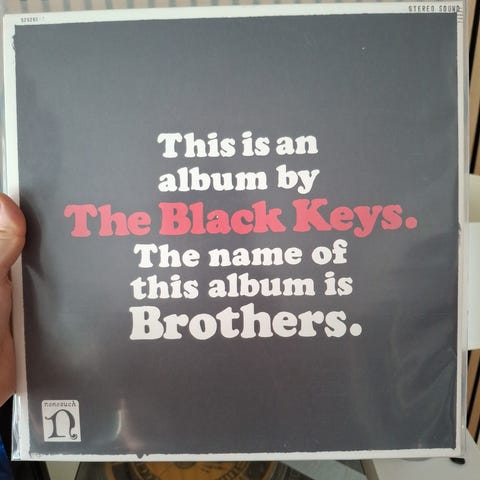 STEREO SOUND
This is an
album by
The Black Keys.
The name of
this album is
Brothers.
nonesuch
n